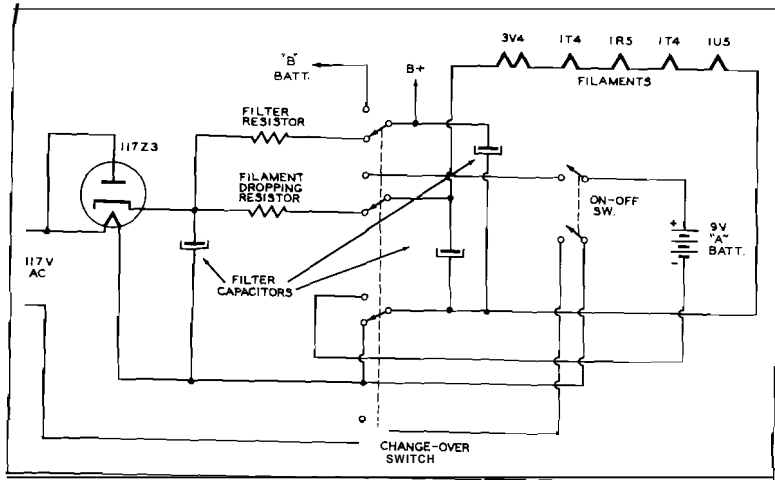 3V4 1T4 1R5 1T4 1U5
FILAMENTS
"B"
BATT.
B+
FILTER
RESISTOR
117Z3
FILAMENT
DROPPING
RESISTOR
ON-OFF
SW.
+
9V
"A"
BATT.
-
117V
AC
FILTER
CAPACITORS
CHANGE-OVER
SWITCH